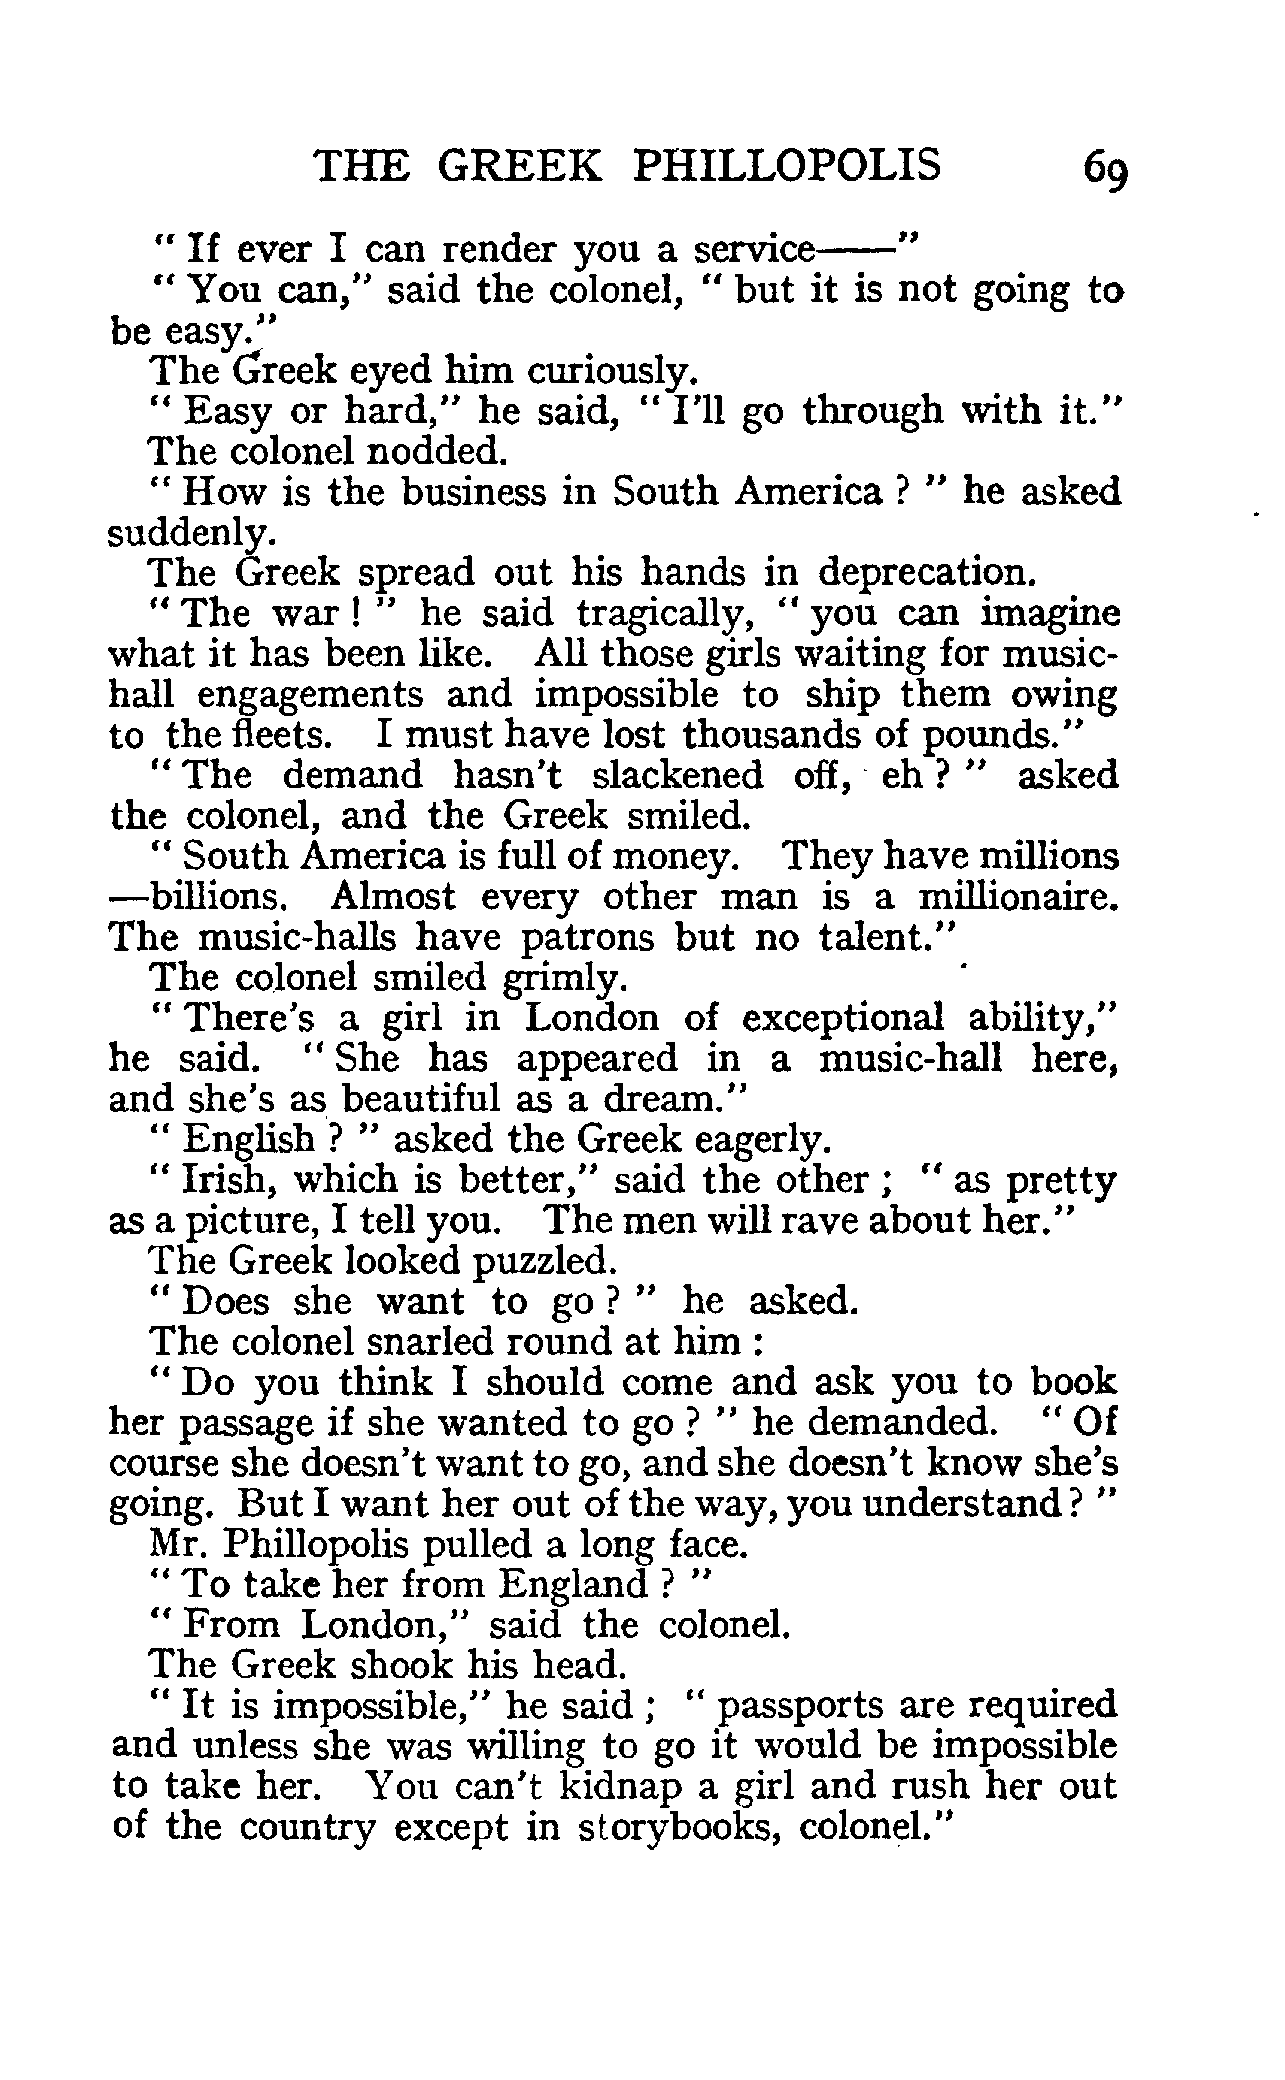 THE GREEK PHILLOPOLIS 69
" If ever I can render you a service——"
" You can," said the colonel, " but it is not going to
be easy."
The Greek eyed him curiously.
" Easy or hard," he said, " I'll go through with it."
The colonel nodded.
" How is the business in South America ? " he asked
suddenly.
The Greek spread out his hands in deprecation.
" The war ! " he said tragically, " you can imagine
what it has been like. All those girls waiting for music-
hall engagements and impossible to ship them owing
to the fleets. I must have lost thousands of pounds."
" The demand hasn't slackened off, eh ? " asked
the colonel, and the Greek smiled.
" South America is full of money. They have millions
—billions. Almost every other man is a millionaire.
The music-halls have patrons but no talent."
The colonel smiled grimly.
" There's a girl in London of exceptional ability,"
he said. " She has appeared in a music-hall here,
and she's as beautiful as a dream."
" English ? " asked the Greek eagerly.
" Irish, which is better," said the other ; " as pretty
as a picture, I tell you. The men will rave about her."
The Greek looked puzzled.
" Does she want to go ? " he asked.
The colonel snarled round at him :
" Do you think I should come and ask you to book
her passage if she wanted to go ? " he demanded. " Of
course she doesn't want to go, and she doesn't know she's
going. But I want her out of the way, you understand ? "
Mr. Phillopolis pulled a long face.
" To take her from England ? "
" From London," said the colonel.
The Greek shook his head.
" It is impossible," he said ; " passports are required
and unless she was willing to go it would be impossible
to take her. You can't kidnap a girl and rush her out
of the country except in storybooks, colonel."